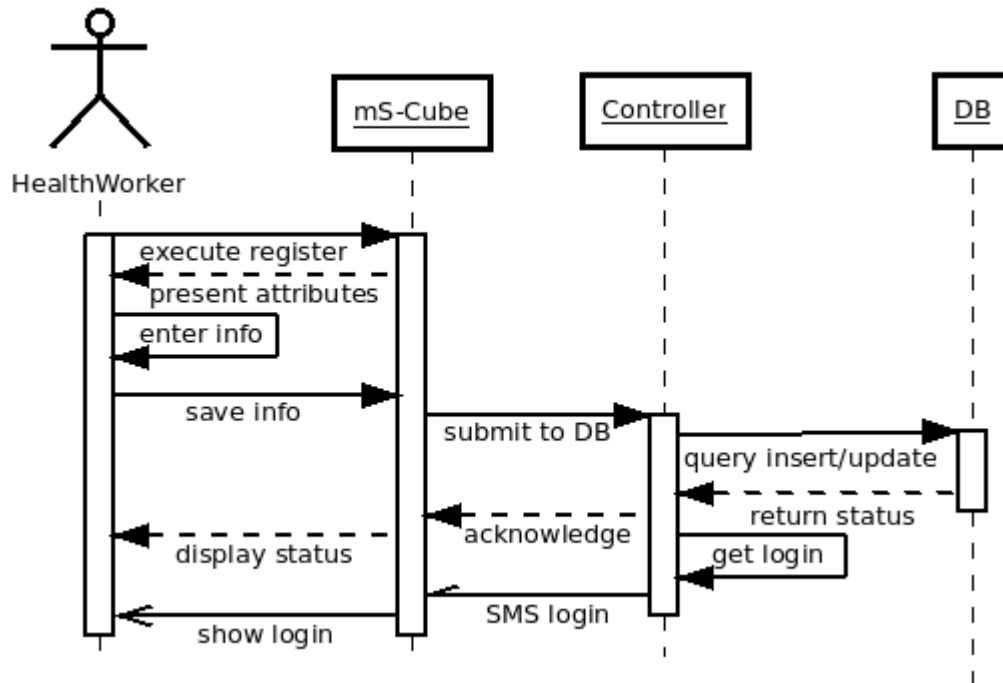 mS-Cube
Controller
DB
HealthWorker
execute register
present attributes
enter info
save info
submit to DB
query insert/update
return status
acknowledge
display status
get login
SMS login
show login